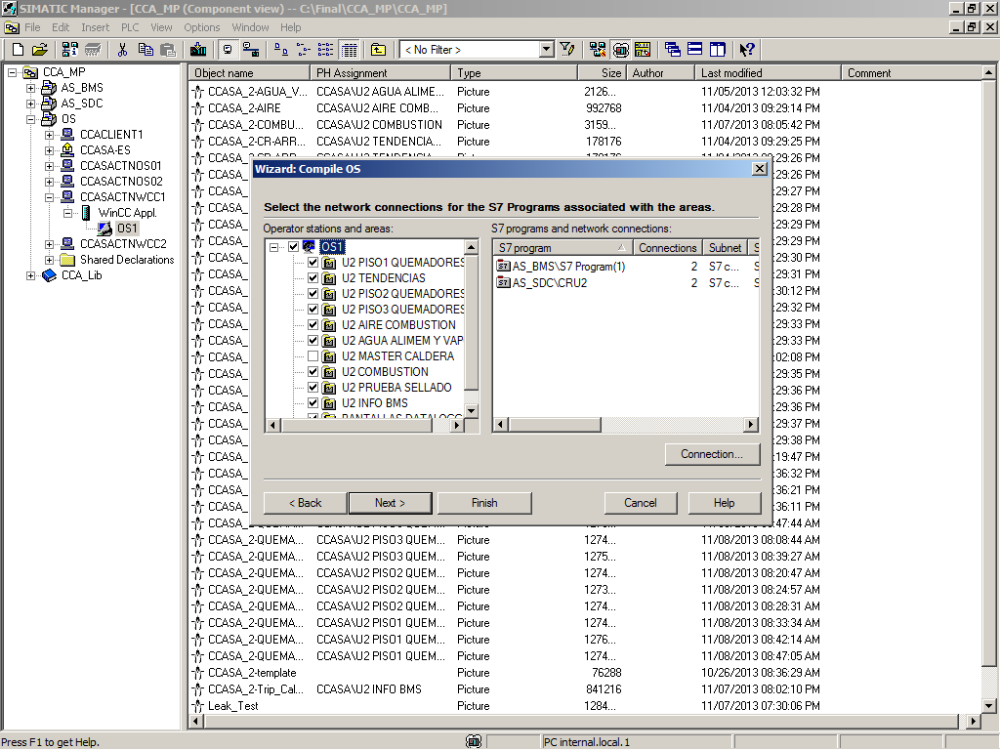 SIMATIC Manager - [CCA_MP (Component view) -- C:\Final\CCA_MP\CCA_MP]
File Edit Insert PLC View Options Window Help
< No Filter >
CCA_MP
AS_BMS
AS_SDC
OS
CCACLIENT1
CCASA-ES
CCASACTNOS01
CCASACTNOS02
CCASACTNWCC1
WinCC Appl.
OS1
CCASACTNWCC2
Shared Declarations
CCA_Lib
Object name PH Assignment Type Size Author Last modified Comment
CCASA_2-AGUA_V... CCASA\U2 AGUA ALIME... Picture 2126... 11/05/2013 12:03:32 PM
CCASA_2-AIRE CCASA\U2 AIRE COMB... Picture 992768 11/04/2013 09:29:14 PM
CCASA_2-COMBU... CCASA\U2 COMBUSTION Picture 3159... 11/07/2013 08:05:42 PM
CCASA_2-CR-ARR... CCASA\U2 TENDENCIA... Picture 178176 11/04/2013 09:29:25 PM
:29:26 PM
CCASA_ :29:26 PM
CCASA_ :29:27 PM
CCASA_ :29:28 PM
CCASA_ :29:28 PM
CCASA_ :29:29 PM
CCASA_ :29:30 PM
CCASA_ :29:31 PM
CCASA_ :30:12 PM
CCASA_ :29:32 PM
CCASA_ :29:33 PM
CCASA_ :29:33 PM
CCASA_ :02:08 PM
CCASA_ :29:35 PM
CCASA_ :29:36 PM
CCASA_ :29:36 PM
CCASA_ :29:37 PM
CCASA_ :29:38 PM
CCASA_ :19:47 PM
CCASA_ :36:32 PM
CCASA_ :36:21 PM
CCASA_ :36:11 PM
:47:44 AM
CCASA_2-QUEMA... CCASA\U2 PISO3 QUEM... Picture 1274... 11/08/2013 08:08:44 AM
CCASA_2-QUEMA... CCASA\U2 PISO3 QUEM... Picture 1275... 11/08/2013 08:39:27 AM
CCASA_2-QUEMA... CCASA\U2 PISO2 QUEM... Picture 1274... 11/08/2013 08:20:47 AM
CCASA_2-QUEMA... CCASA\U2 PISO2 QUEM... Picture 1273... 11/08/2013 08:24:57 AM
CCASA_2-QUEMA... CCASA\U2 PISO2 QUEM... Picture 1274... 11/08/2013 08:28:31 AM
CCASA_2-QUEMA... CCASA\U2 PISO1 QUEM... Picture 1274... 11/08/2013 08:33:34 AM
CCASA_2-QUEMA... CCASA\U2 PISO1 QUEM... Picture 1276... 11/08/2013 08:42:14 AM
CCASA_2-QUEMA... CCASA\U2 PISO1 QUEM... Picture 1274... 11/08/2013 08:47:05 AM
CCASA_2-template Picture 76288 10/26/2013 08:36:29 AM
CCASA_2-Trip_Cal... CCASA\U2 INFO BMS Picture 841216 11/07/2013 08:02:10 PM
Leak_Test Picture 1284... 11/07/2013 07:30:06 PM
Wizard: Compile OS
Select the network connections for the S7 Programs associated with the areas.
Operator stations and areas:
OS1
U2 PISO1 QUEMADORES
U2 TENDENCIAS
U2 PISO2 QUEMADORES
U2 PISO3 QUEMADORES
U2 AIRE COMBUSTION
U2 AGUA ALIMEM Y VAP
U2 MASTER CALDERA
U2 COMBUSTION
U2 PRUEBA SELLADO
U2 INFO BMS
S7 programs and network connections:
S7 program Connections Subnet S
AS_BMS\S7 Program(1) 2 S7 c... S
AS_SDC\CRU2 2 S7 c... S
Connection...
< Back Next > Finish Cancel Help
Press F1 to get Help. PC internal.local.1